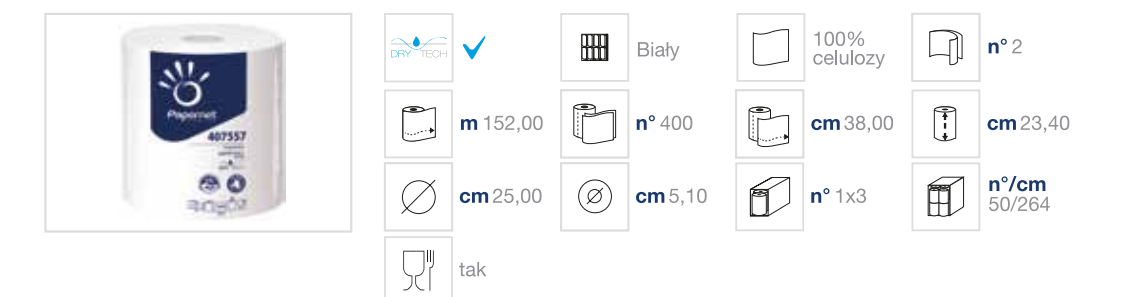 Papernet
407557
DRY TECH
Biały
100%
celulozy
n° 2
m 152,00
n° 400
cm 38,00
cm 23,40
cm 25,00
cm 5,10
n° 1x3
n°/cm
50/264
tak